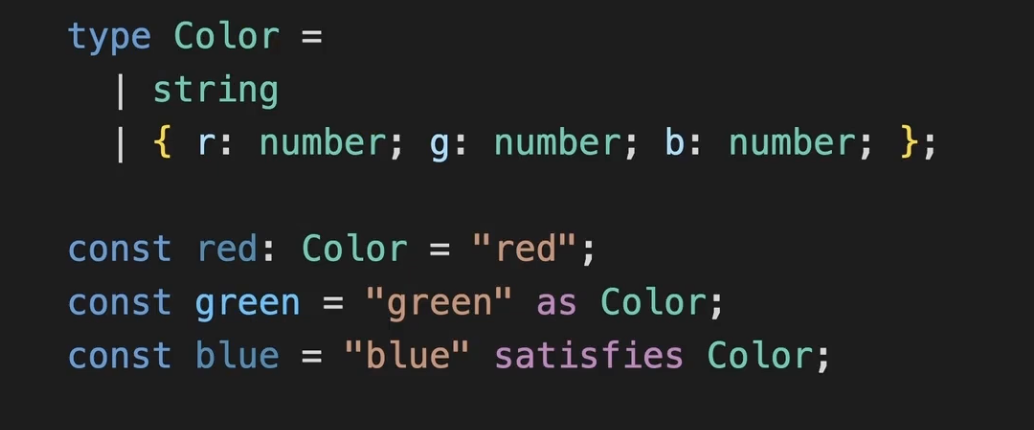 type Color =
  | string
  | { r: number; g: number; b: number; };

const red: Color = "red";
const green = "green" as Color;
const blue = "blue" satisfies Color;